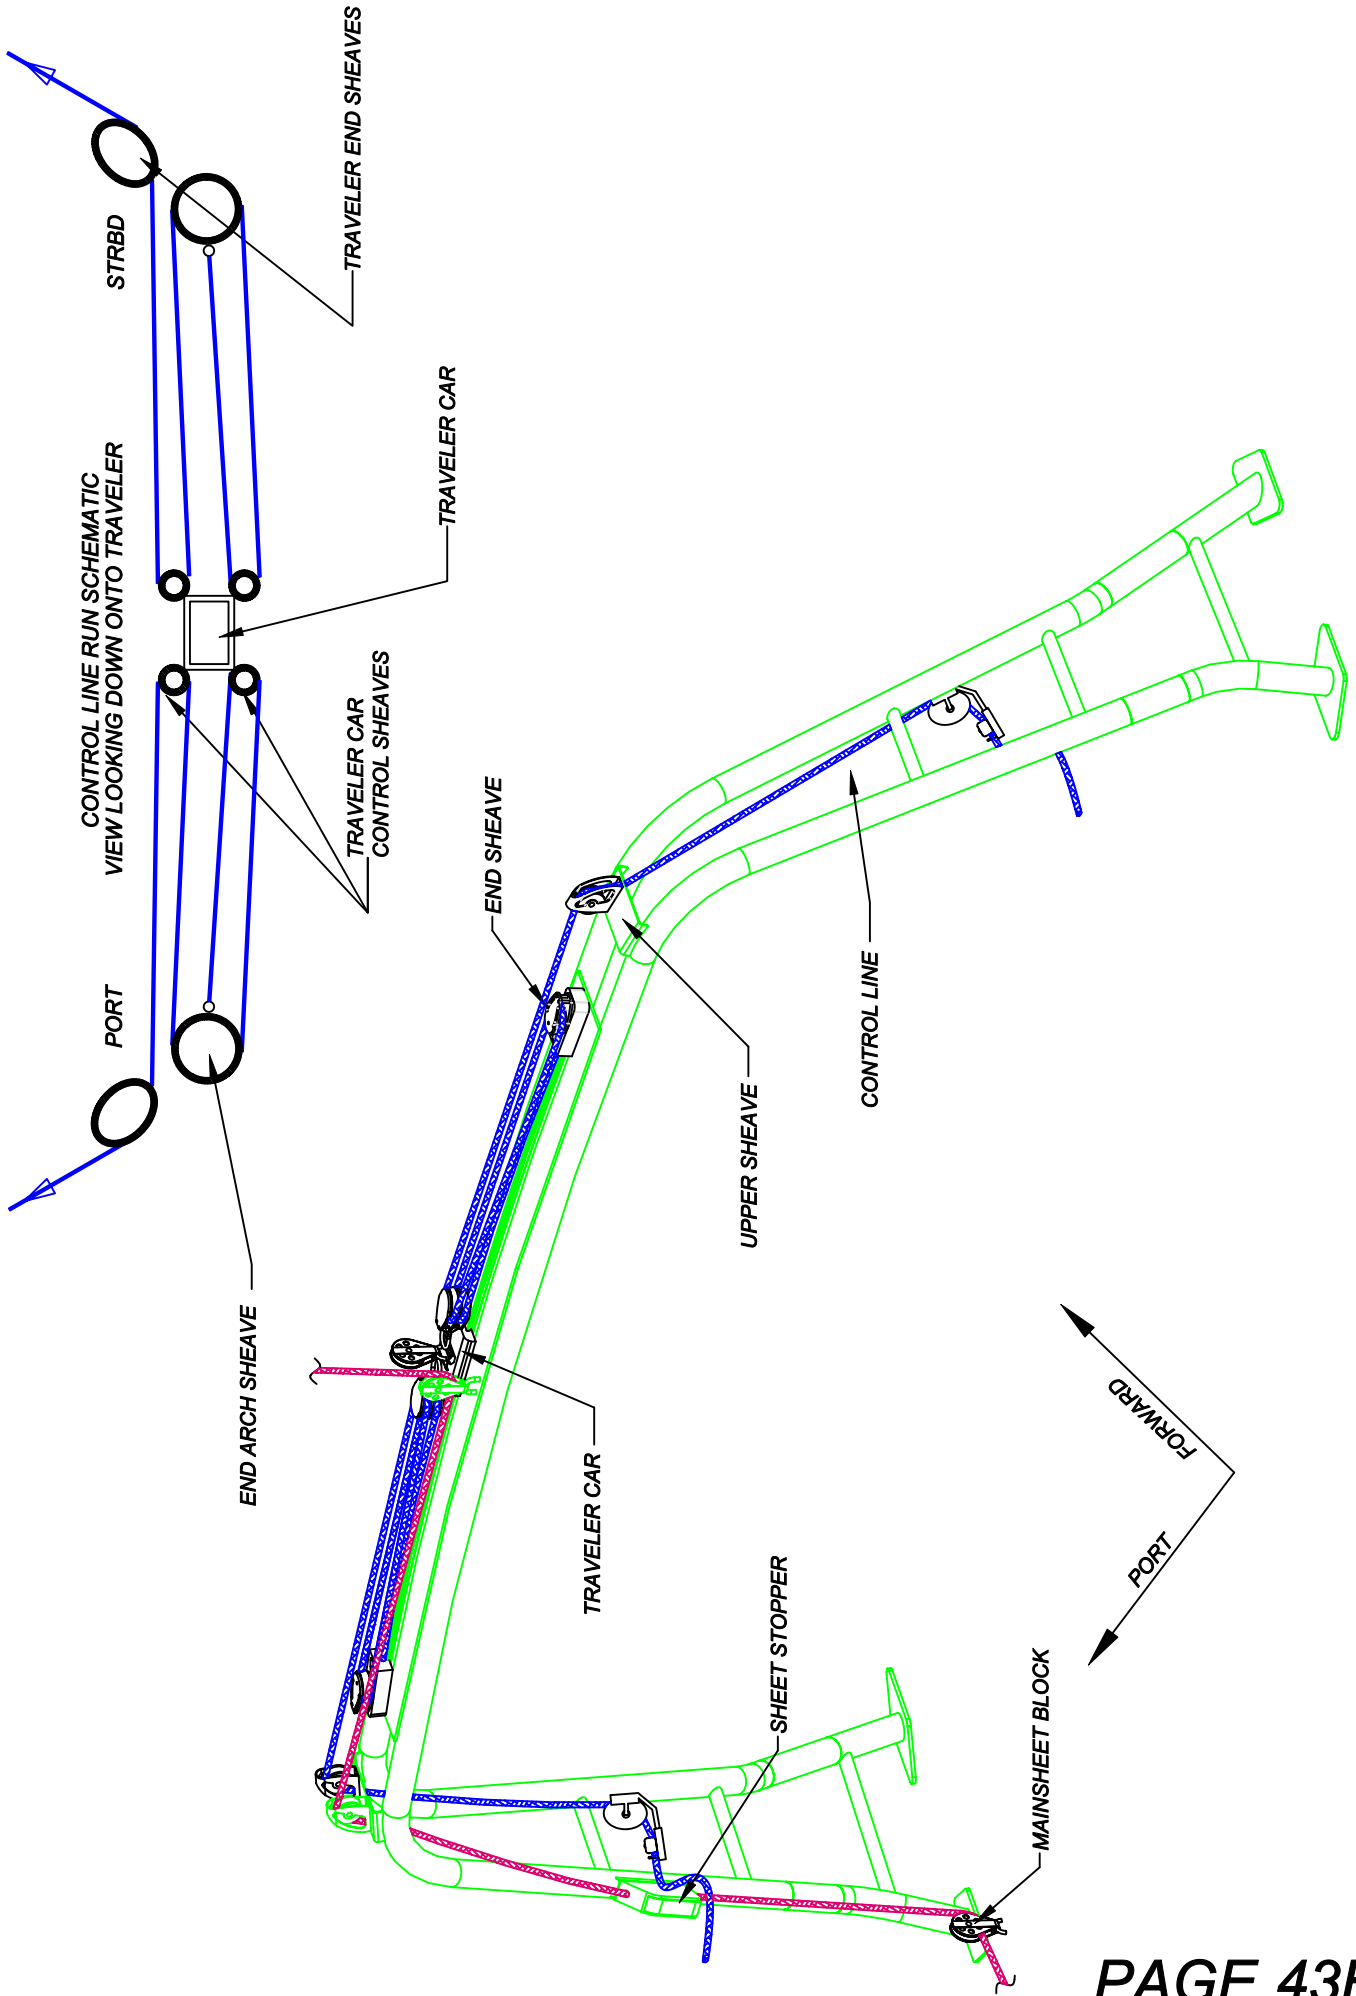 CONTROL LINE RUN SCHEMATIC
VIEW LOOKING DOWN ONTO TRAVELER
PORT
STRBD
TRAVELER END SHEAVES
TRAVELER CAR
TRAVELER CAR
CONTROL SHEAVES
END ARCH SHEAVE
END SHEAVE
UPPER SHEAVE
CONTROL LINE
TRAVELER CAR
SHEET STOPPER
MAINSHEET BLOCK
FORWARD
PORT
PAGE 43